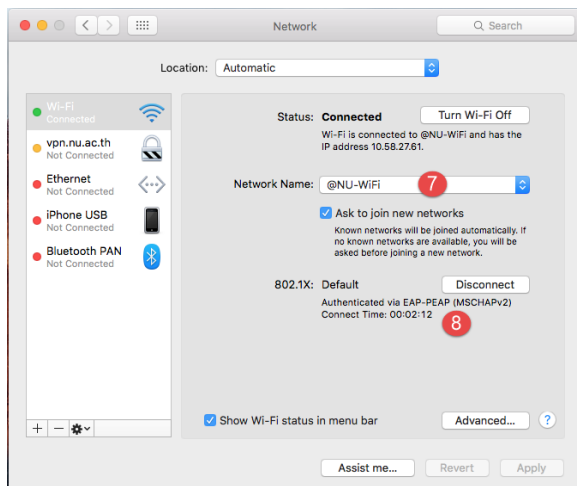 Network
Search
Location: Automatic
Wi-Fi
Connected
vpn.nu.ac.th
Not Connected
Ethernet
Not Connected
iPhone USB
Not Connected
Bluetooth PAN
Not Connected
Status: Connected
Turn Wi-Fi Off
Wi-Fi is connected to @NU-WiFi and has the
IP address 10.58.27.61.
Network Name: @NU-WiFi 7
Ask to join new networks
Known networks will be joined automatically. If
no known networks are available, you will be
asked before joining a new network.
802.1X: Default Disconnect
Authenticated via EAP-PEAP (MSCHAPv2)
Connect Time: 00:02:12 8
Show Wi-Fi status in menu bar Advanced... ?
Assist me... Revert Apply